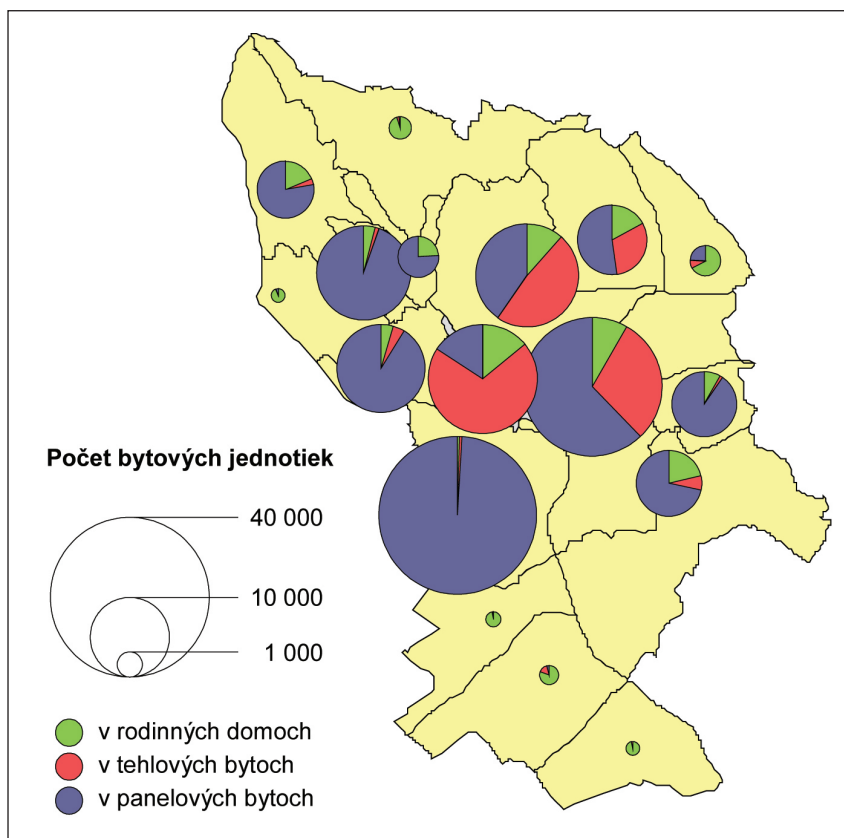 Počet bytových jednotiek
40 000
10 000
1 000
v rodinných domoch
v tehlových bytoch
v panelových bytoch